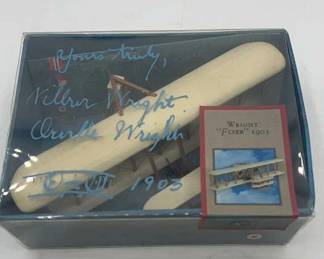 Yours truly,
Wilbur Wright
Orville Wright
1903
WRIGHT
"FLYER" 1903